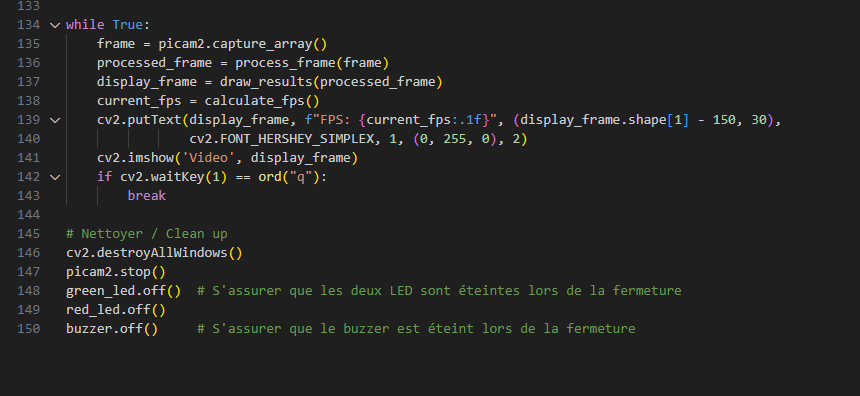 133
134 while True:
135     frame = picam2.capture_array()
136     processed_frame = process_frame(frame)
137     display_frame = draw_results(processed_frame)
138     current_fps = calculate_fps()
139     cv2.putText(display_frame, f"FPS: {current_fps:.1f}", (display_frame.shape[1] - 150, 30),
140                 cv2.FONT_HERSHEY_SIMPLEX, 1, (0, 255, 0), 2)
141     cv2.imshow('Video', display_frame)
142     if cv2.waitKey(1) == ord("q"):
143         break
144
145 # Nettoyer / Clean up
146 cv2.destroyAllWindows()
147 picam2.stop()
148 green_led.off()  # S'assurer que les deux LED sont éteintes lors de la fermeture
149 red_led.off()
150 buzzer.off()     # S'assurer que le buzzer est éteint lors de la fermeture